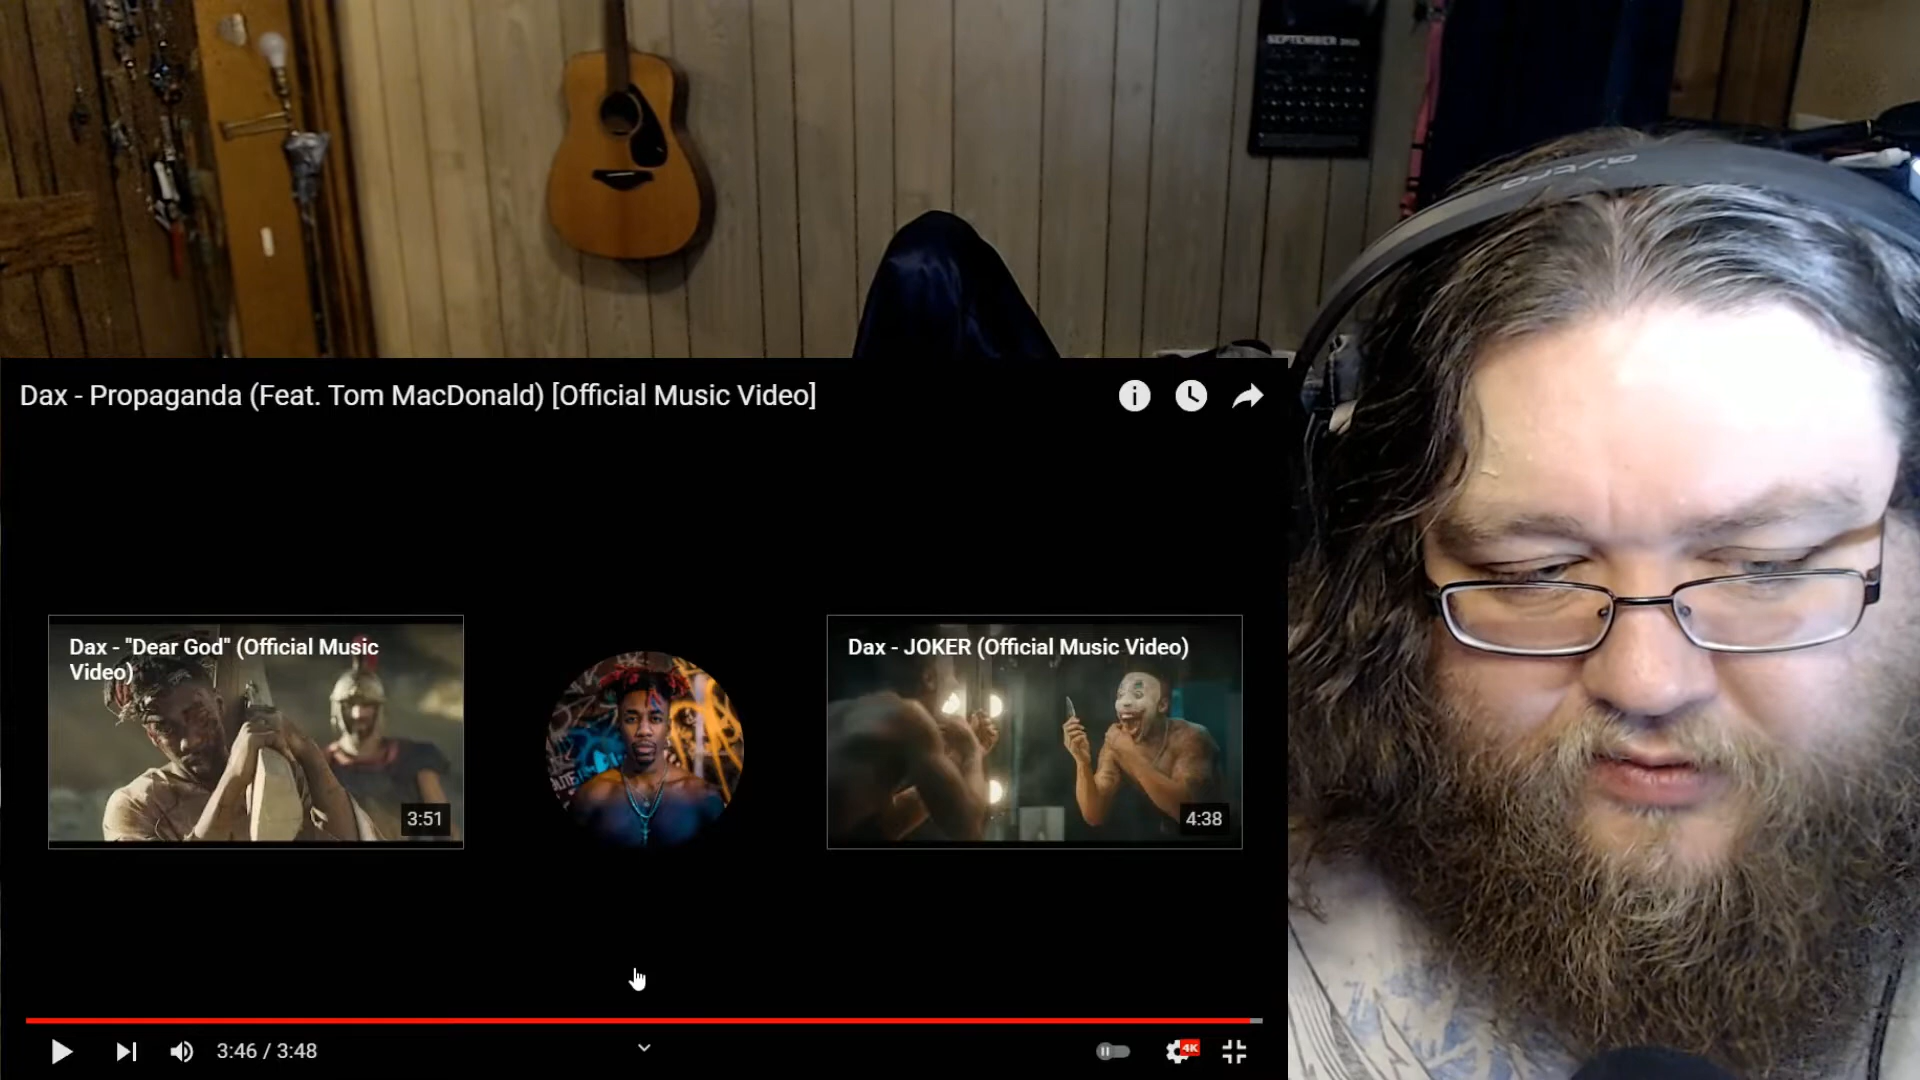 SEPTEMBER
ASTRO
Dax - Propaganda (Feat. Tom MacDonald) [Official Music Video]
Dax - "Dear God" (Official Music
Video)
3:51
Dax - JOKER (Official Music Video)
4:38
3:46 / 3:48
4K